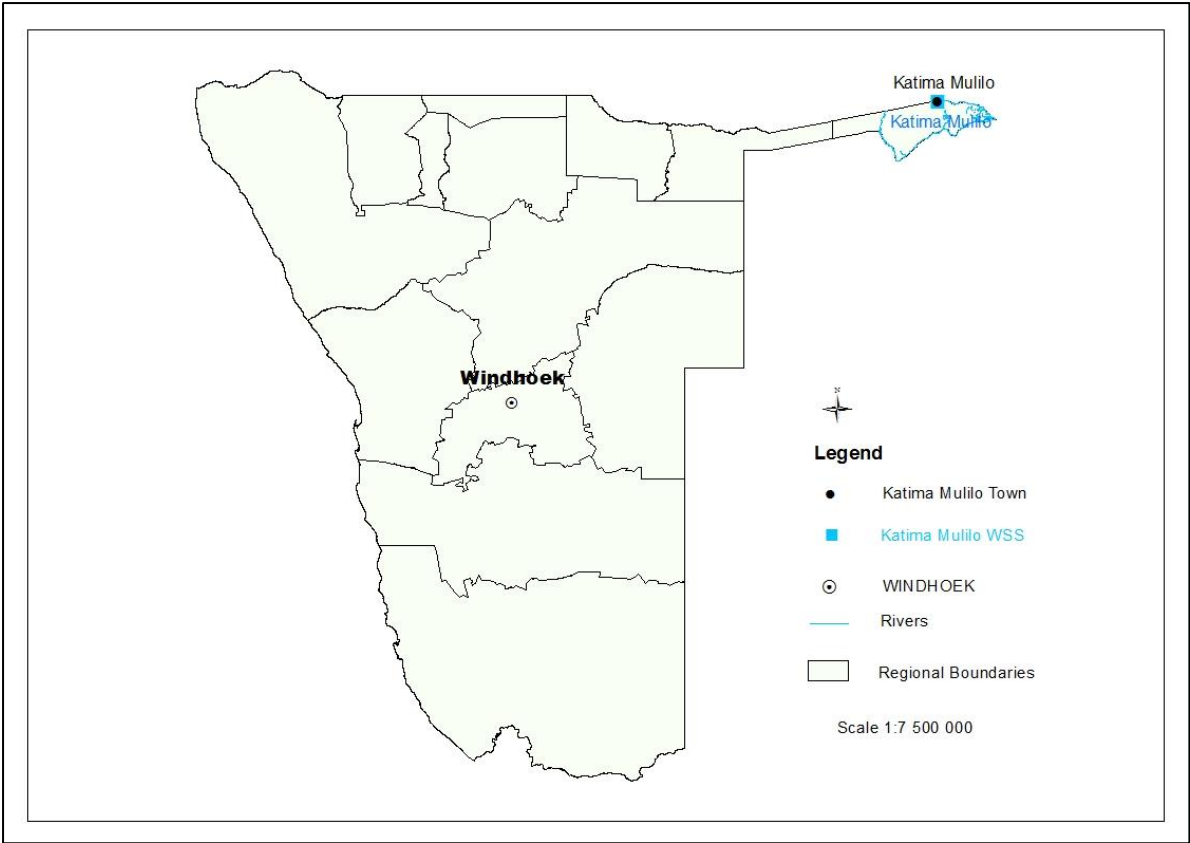 Katima Mulilo
Katima Mulilo
Windhoek
N
Legend
Katima Mulilo Town
Katima Mulilo WSS
WINDHOEK
Rivers
Regional Boundaries
Scale 1:7 500 000